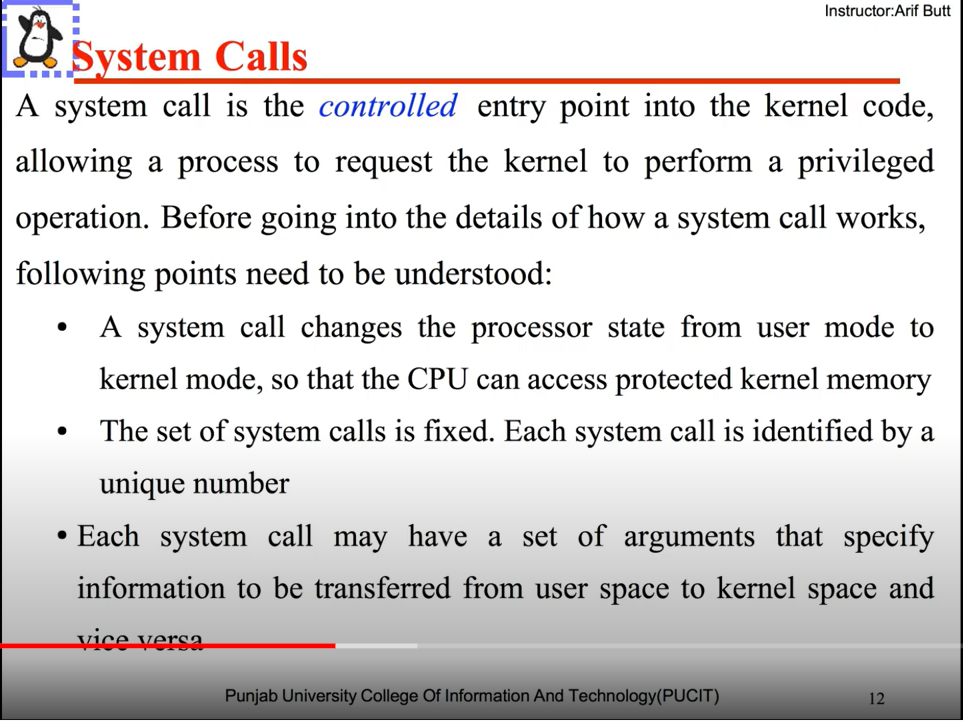 Instructor:Arif Butt
System Calls
A system call is the controlled entry point into the kernel code,
allowing a process to request the kernel to perform a privileged
operation. Before going into the details of how a system call works,
following points need to be understood:
• A system call changes the processor state from user mode to
kernel mode, so that the CPU can access protected kernel memory
• The set of system calls is fixed. Each system call is identified by a
unique number
• Each system call may have a set of arguments that specify
information to be transferred from user space to kernel space and
vice versa
Punjab University College Of Information And Technology(PUCIT)
12